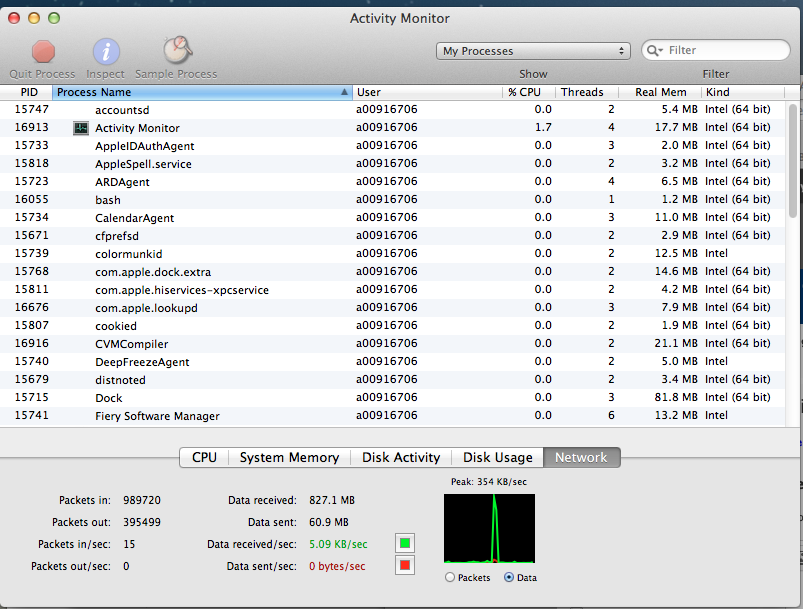 Activity Monitor
Quit Process Inspect Sample Process My Processes Filter
Show Filter
PID Process Name User % CPU Threads Real Mem Kind
15747 accountsd a00916706 0.0 2 5.4 MB Intel (64 bit)
16913 Activity Monitor a00916706 1.7 4 17.7 MB Intel (64 bit)
15733 AppleIDAuthAgent a00916706 0.0 3 2.0 MB Intel (64 bit)
15818 AppleSpell.service a00916706 0.0 2 3.2 MB Intel (64 bit)
15723 ARDAgent a00916706 0.0 4 6.5 MB Intel (64 bit)
16055 bash a00916706 0.0 1 1.2 MB Intel (64 bit)
15734 CalendarAgent a00916706 0.0 3 11.0 MB Intel (64 bit)
15671 cfprefsd a00916706 0.0 2 2.9 MB Intel (64 bit)
15739 colormunkid a00916706 0.0 2 12.5 MB Intel
15768 com.apple.dock.extra a00916706 0.0 2 14.6 MB Intel (64 bit)
15811 com.apple.hiservices-xpcservice a00916706 0.0 2 4.2 MB Intel (64 bit)
16676 com.apple.lookupd a00916706 0.0 3 7.9 MB Intel (64 bit)
15807 cookied a00916706 0.0 2 1.9 MB Intel (64 bit)
16916 CVMCompiler a00916706 0.0 2 21.1 MB Intel (64 bit)
15740 DeepFreezeAgent a00916706 0.0 2 5.0 MB Intel
15679 distnoted a00916706 0.0 2 3.4 MB Intel (64 bit)
15715 Dock a00916706 0.0 3 81.8 MB Intel (64 bit)
15741 Fiery Software Manager a00916706 0.0 6 13.2 MB Intel
CPU System Memory Disk Activity Disk Usage Network
Peak: 354 KB/sec
Packets in: 989720 Data received: 827.1 MB
Packets out: 395499 Data sent: 60.9 MB
Packets in/sec: 15 Data received/sec: 5.09 KB/sec
Packets out/sec: 0 Data sent/sec: 0 bytes/sec
Packets Data